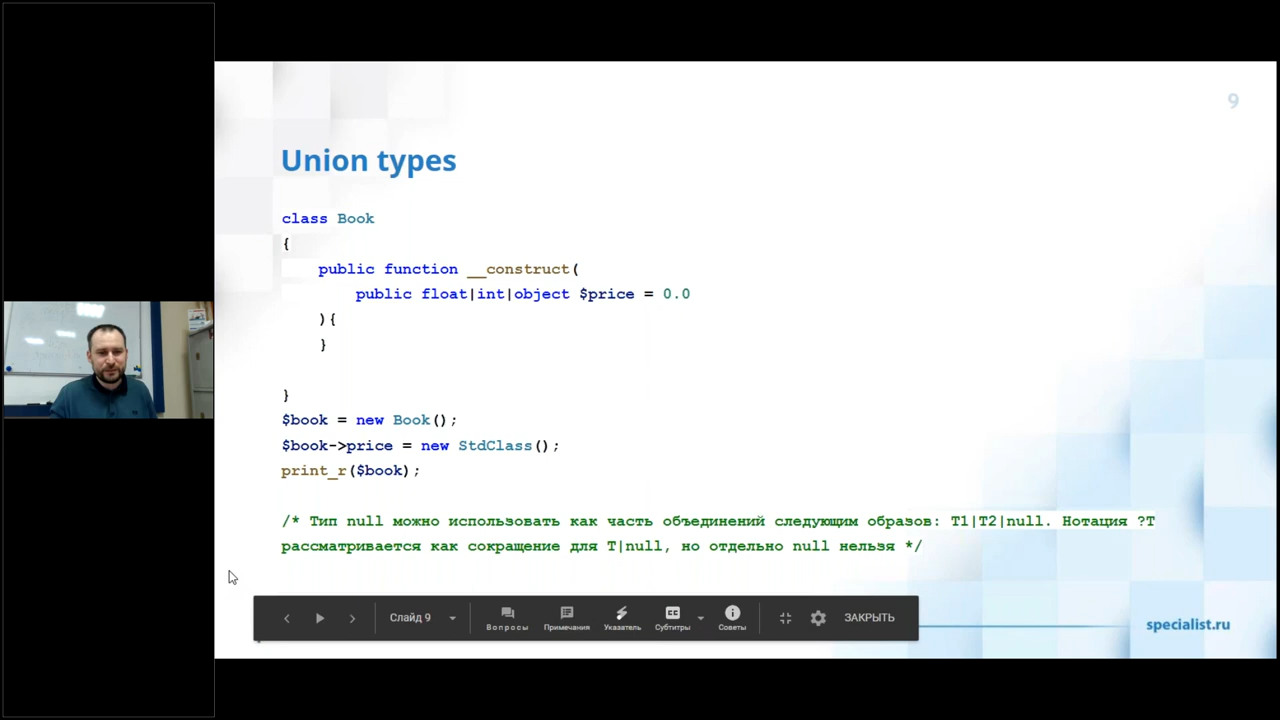 9
Union types
class Book
{
public function __construct(
public float|int|object $price = 0.0
){
}
}
$book = new Book();
$book->price = new StdClass();
print_r($book);
/* Тип null можно использовать как часть объединений следующим образов: T1|T2|null. Нотация ?T
рассматривается как сокращение для T|null, но отдельно null нельзя */
Слайд 9
Вопросы
Примечания
Указатель
Субтитры
Советы
ЗАКРЫТЬ
specialist.ru